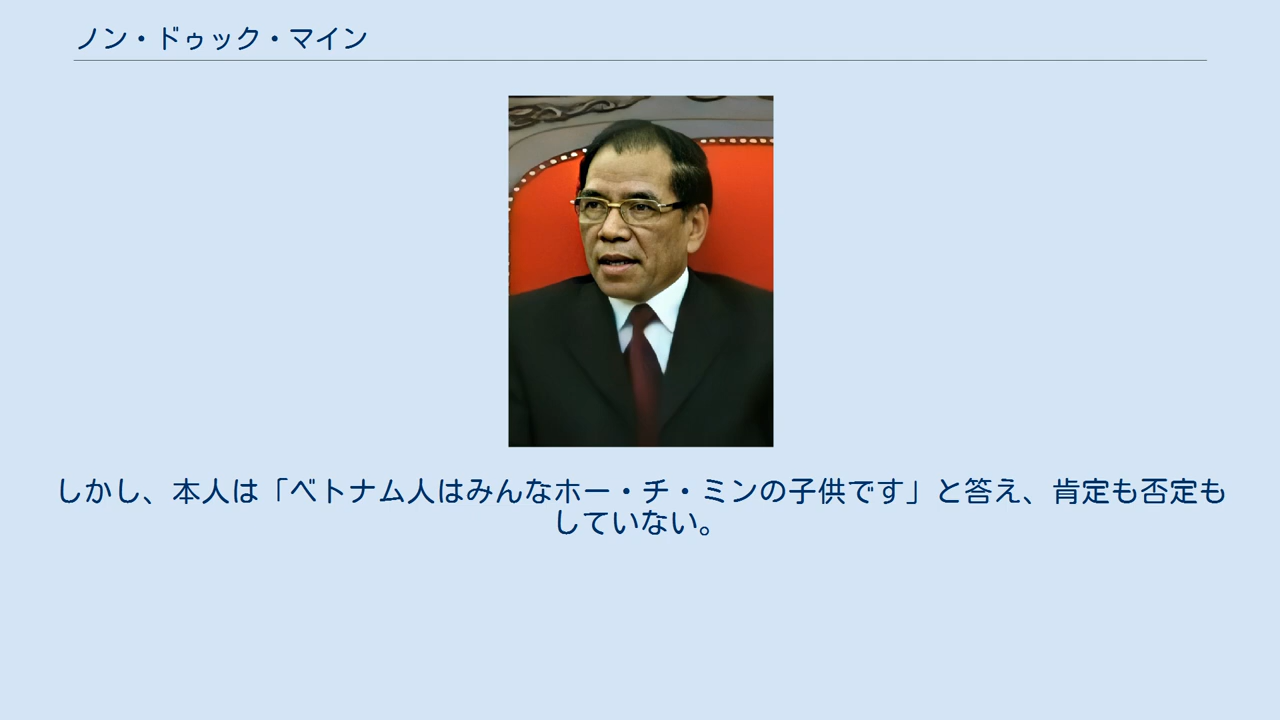 ノン・ドゥック・マイン
しかし、本人は「ベトナム人はみんなホー・チ・ミンの子供です」と答え、肯定も否定も
していない。